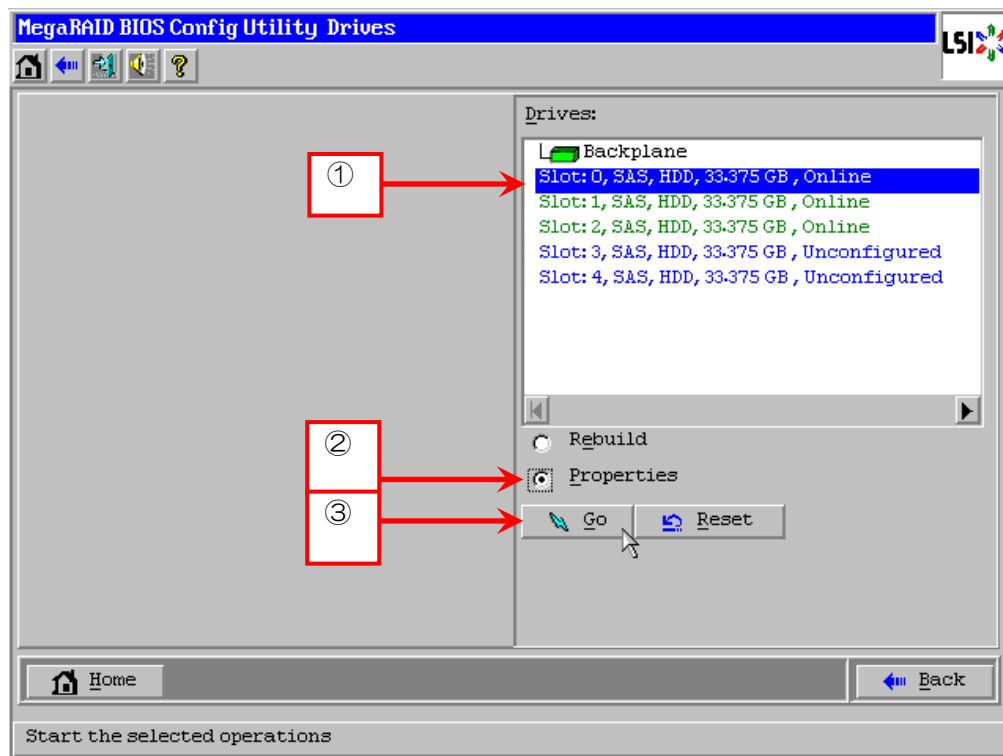 MegaRAID BIOS Config Utility Drives
LSI
Drives:
Backplane
①
Slot: 0, SAS, HDD, 33.375 GB , Online
Slot: 1, SAS, HDD, 33.375 GB , Online
Slot: 2, SAS, HDD, 33.375 GB , Online
Slot: 3, SAS, HDD, 33.375 GB , Unconfigured
Slot: 4, SAS, HDD, 33.375 GB , Unconfigured
② Rebuild
Properties
③ Go Reset
Home Back
Start the selected operations